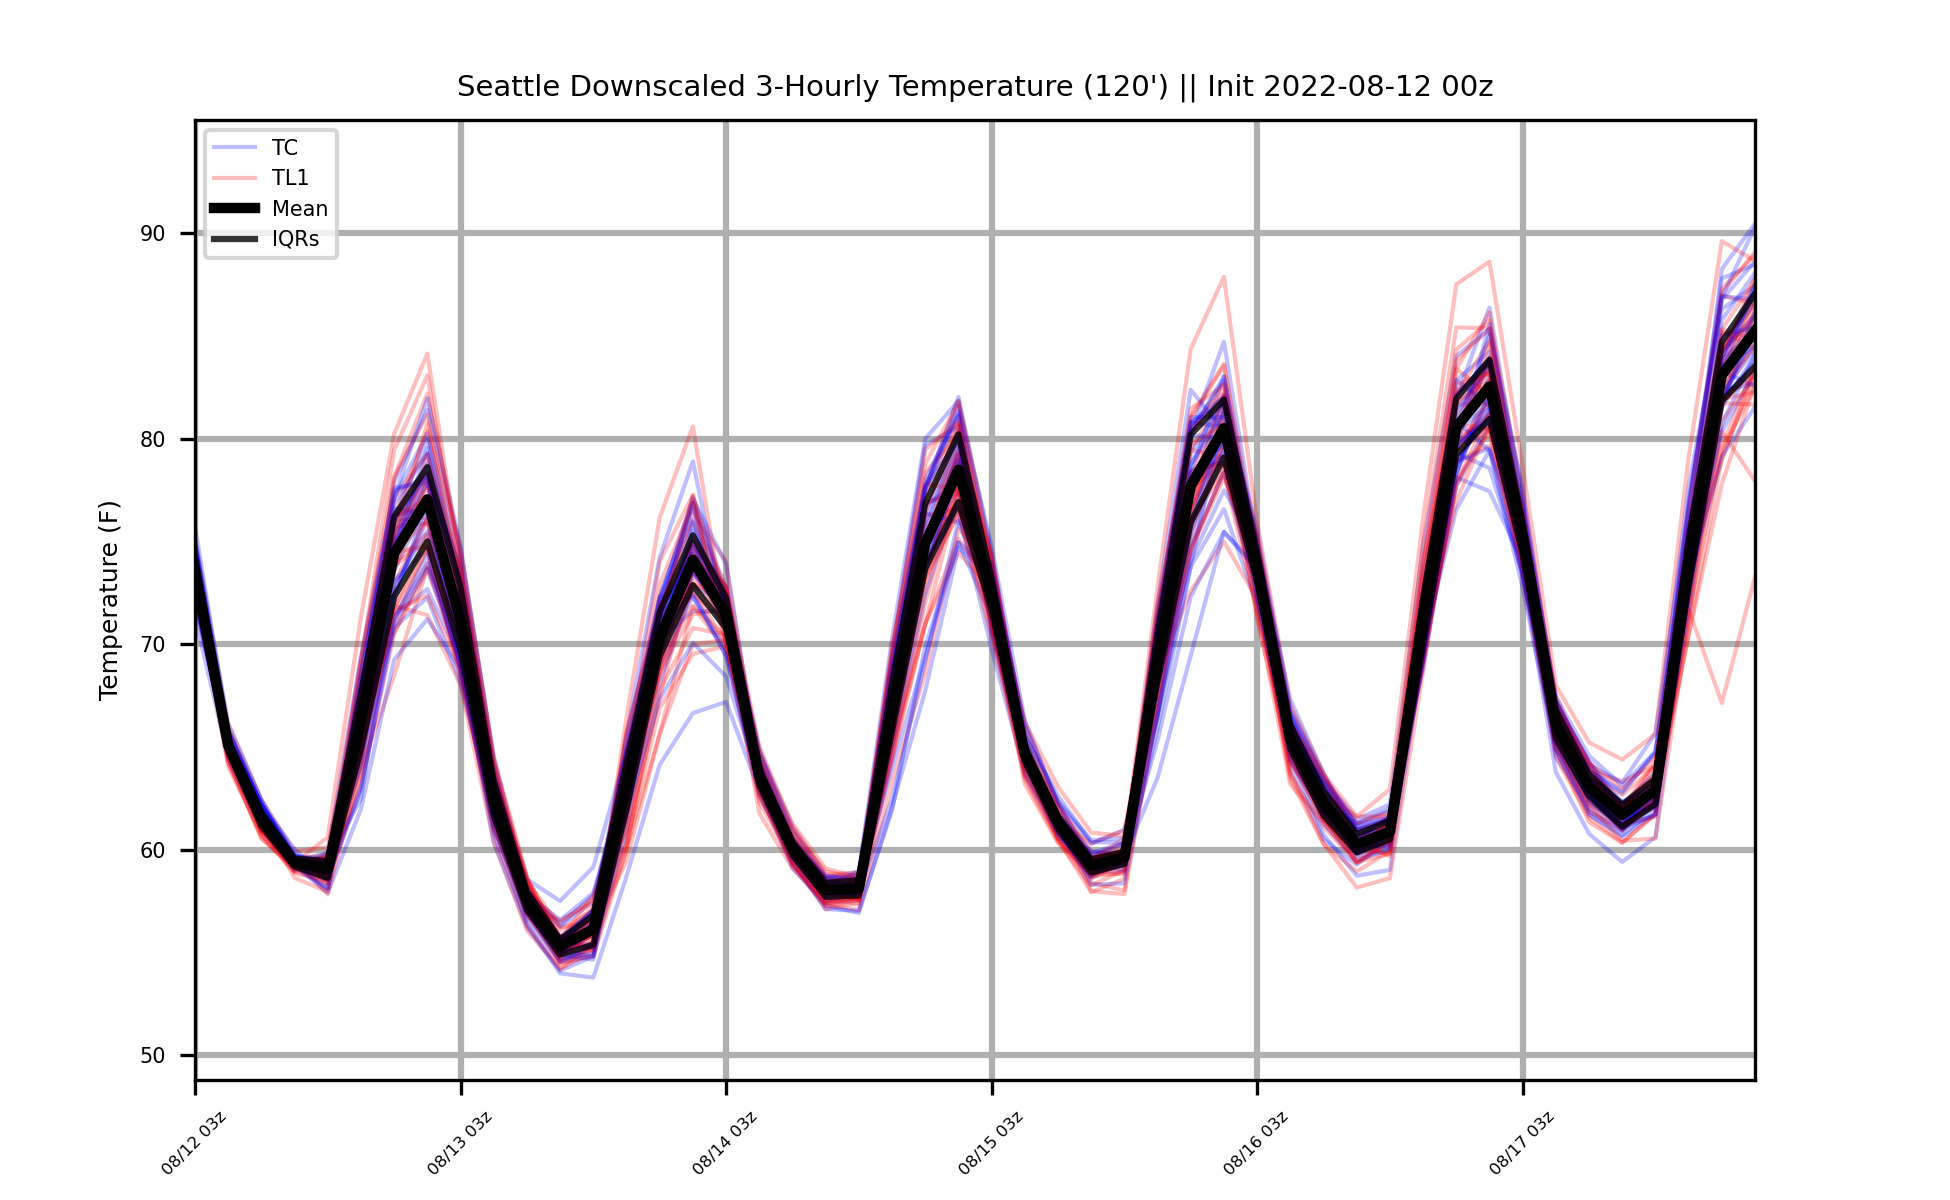 Seattle Downscaled 3-Hourly Temperature (120') || Init 2022-08-12 00z
TC
TL1
Mean
IQRs
Temperature (F)
90
80
70
60
50
08/12 03z
08/13 03z
08/14 03z
08/15 03z
08/16 03z
08/17 03z